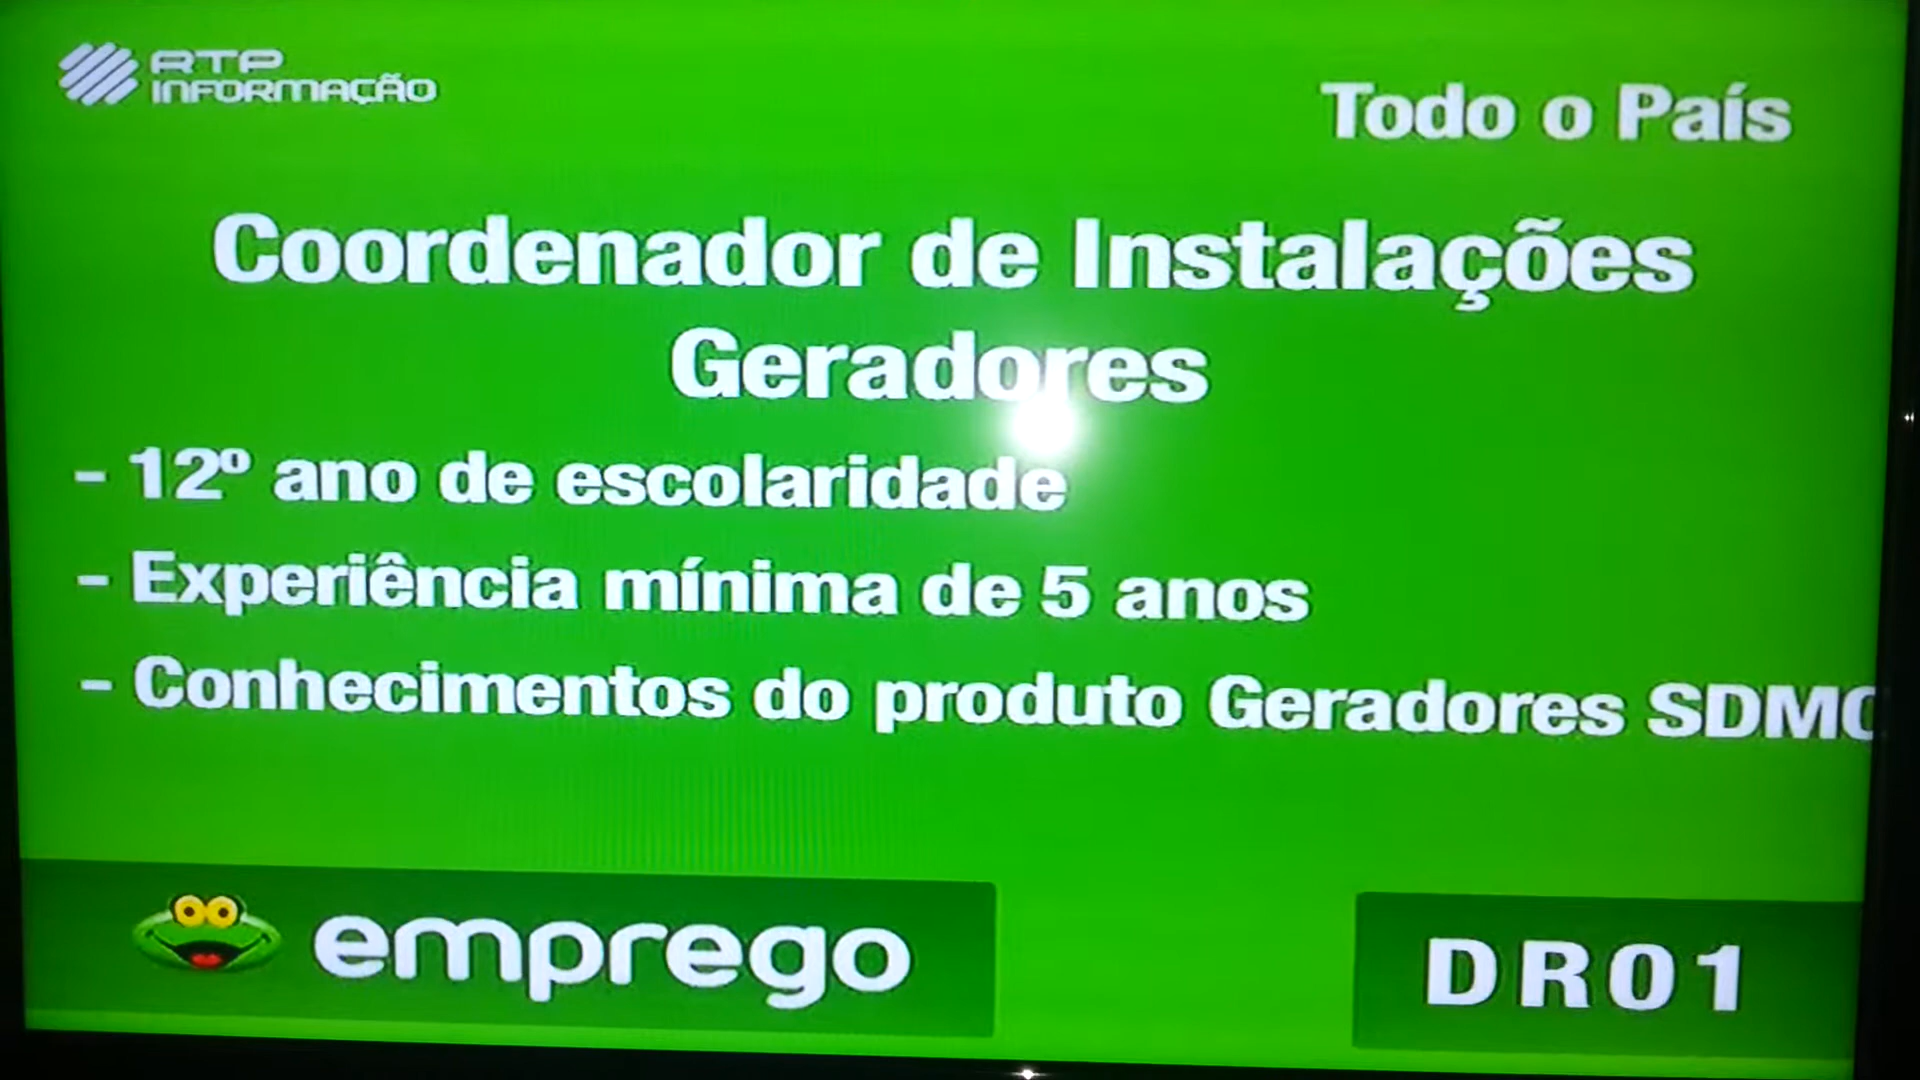 RTP
INFORMAÇÃO
Todo o País
Coordenador de Instalações
Geradores
- 12º ano de escolaridade
- Experiência mínima de 5 anos
- Conhecimentos do produto Geradores SDMO
emprego
DR01